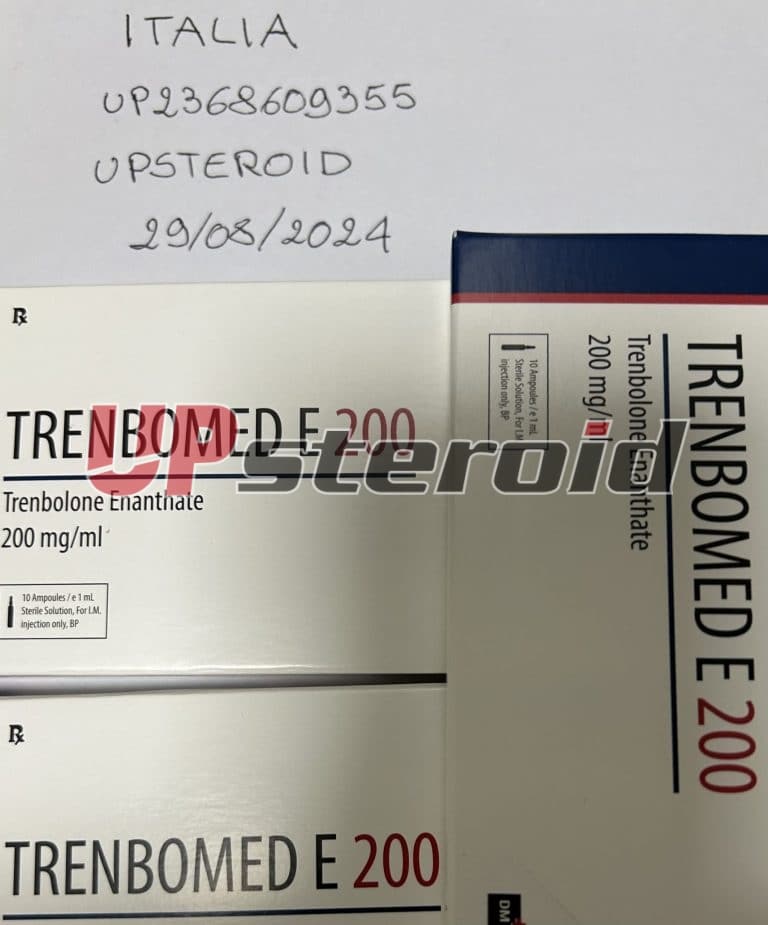 ITALIA
UP2368609355
UPSTEROID
29/08/2024
℞
TRENBOMED E 200
Trenbolone Enanthate
200 mg/ml
10 Ampoules / e 1 mL
Sterile Solution, For I.M.
injection only, BP
UPsteroid
℞
TRENBOMED E 200
TRENBOMED E 200
Trenbolone Enanthate
200 mg/ml
10 Ampoules / e 1 mL
Sterile Solution, For I.M.
injection only, BP
DM